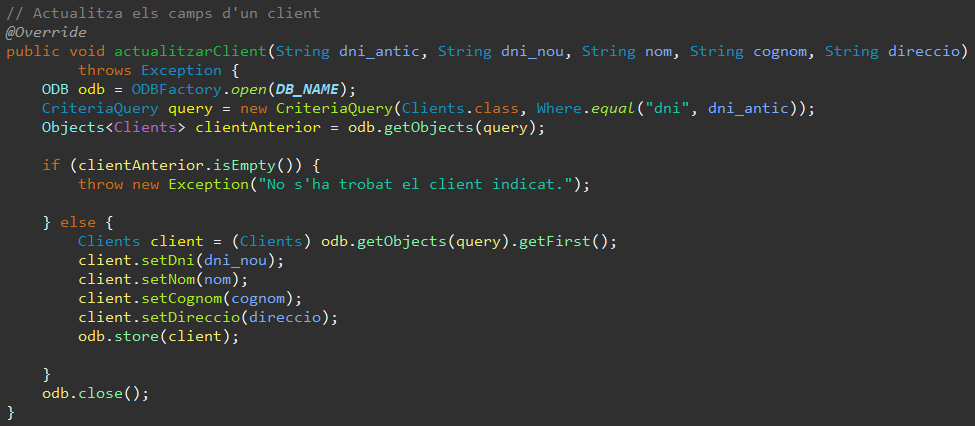 // Actualitza els camps d'un client
@Override
public void actualitzarClient(String dni_antic, String dni_nou, String nom, String cognom, String direccio)
        throws Exception {
    ODB odb = ODBFactory.open(DB_NAME);
    CriteriaQuery query = new CriteriaQuery(Clients.class, Where.equal("dni", dni_antic));
    Objects<Clients> clientAnterior = odb.getObjects(query);

    if (clientAnterior.isEmpty()) {
        throw new Exception("No s'ha trobat el client indicat.");

    } else {
        Clients client = (Clients) odb.getObjects(query).getFirst();
        client.setDni(dni_nou);
        client.setNom(nom);
        client.setCognom(cognom);
        client.setDireccio(direccio);
        odb.store(client);

    }
    odb.close();
}